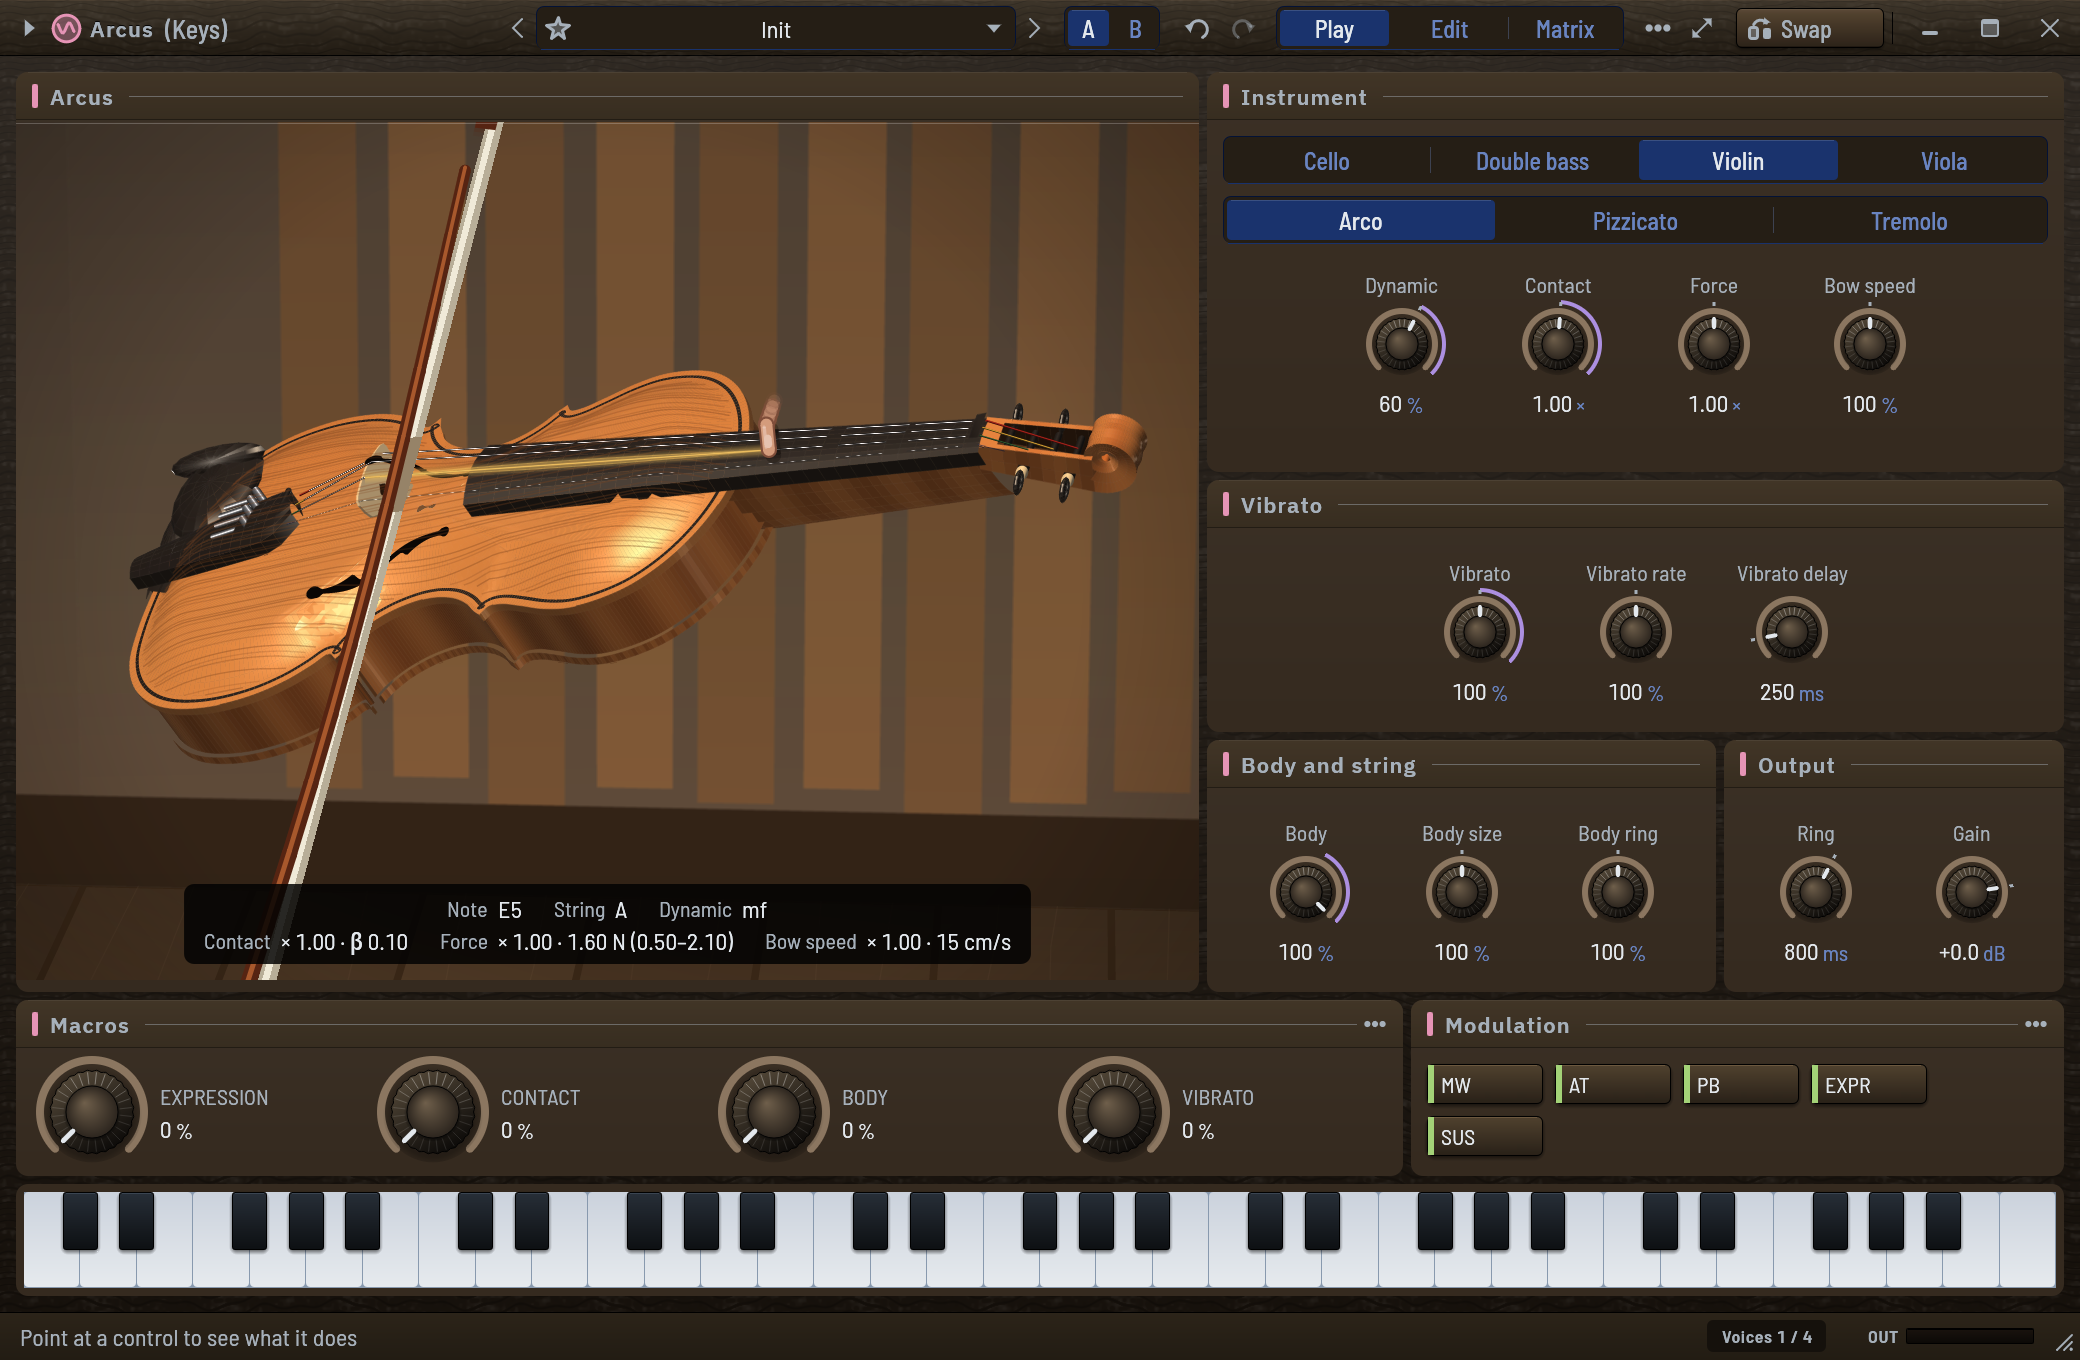 Arcus (Keys)
Init
A B
Play Edit Matrix
Swap
Arcus
Instrument
Cello Double bass Violin Viola
Arco Pizzicato Tremolo
Dynamic Contact Force Bow speed
60 % 1.00 × 1.00 × 100 %
Vibrato
Vibrato Vibrato rate Vibrato delay
100 % 100 % 250 ms
Body and string
Output
Body Body size Body ring Ring Gain
100 % 100 % 100 % 800 ms +0.0 dB
Note E5 String A Dynamic mf
Contact × 1.00 · β 0.10 Force × 1.00 · 1.60 N (0.50–2.10) Bow speed × 1.00 · 15 cm/s
Macros
EXPRESSION
0 %
CONTACT
0 %
BODY
0 %
VIBRATO
0 %
Modulation
MW AT PB EXPR
SUS
Point at a control to see what it does
Voices 1 / 4 OUT